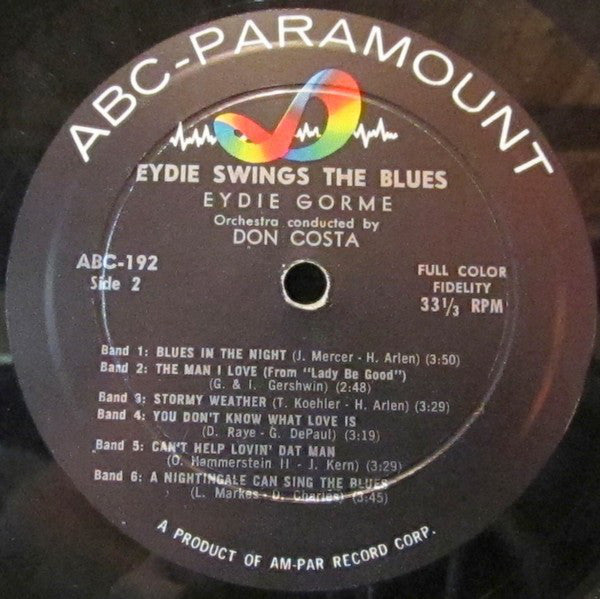 ABC-PARAMOUNT
EYDIE SWINGS THE BLUES
EYDIE GORME
Orchestra conducted by
DON COSTA
ABC-192
Side 2
FULL COLOR
FIDELITY
33 1/3 RPM
Band 1: BLUES IN THE NIGHT (J. Mercer - H. Arlen) (3:50)
Band 2: THE MAN I LOVE (From "Lady Be Good")
(G. & I. Gershwin) (2:48)
Band 3: STORMY WEATHER (T. Koehler - H. Arlen) (3:29)
Band 4: YOU DON'T KNOW WHAT LOVE IS
(D. Raye - G. DePaul) (3:19)
Band 5: CAN'T HELP LOVIN' DAT MAN
(O. Hammerstein II - J. Kern) (3:29)
Band 6: A NIGHTINGALE CAN SING THE BLUES
(L. Markes - D. Charles) (3:45)
A PRODUCT OF AM-PAR RECORD CORP.